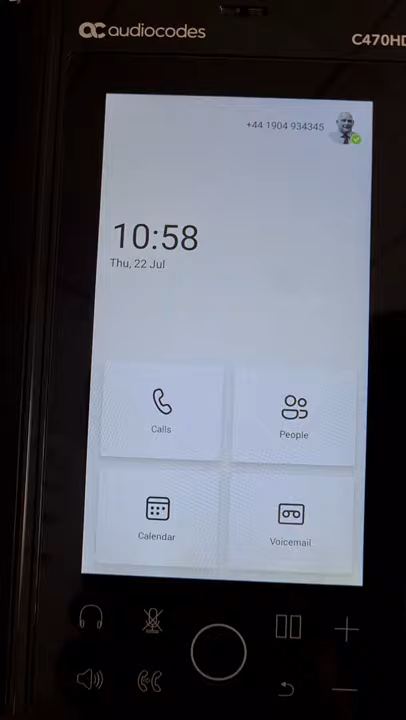 audiocodes
C470HD
+44 1904 934345
10:58
Thu, 22 Jul
Calls
People
Calendar
Voicemail